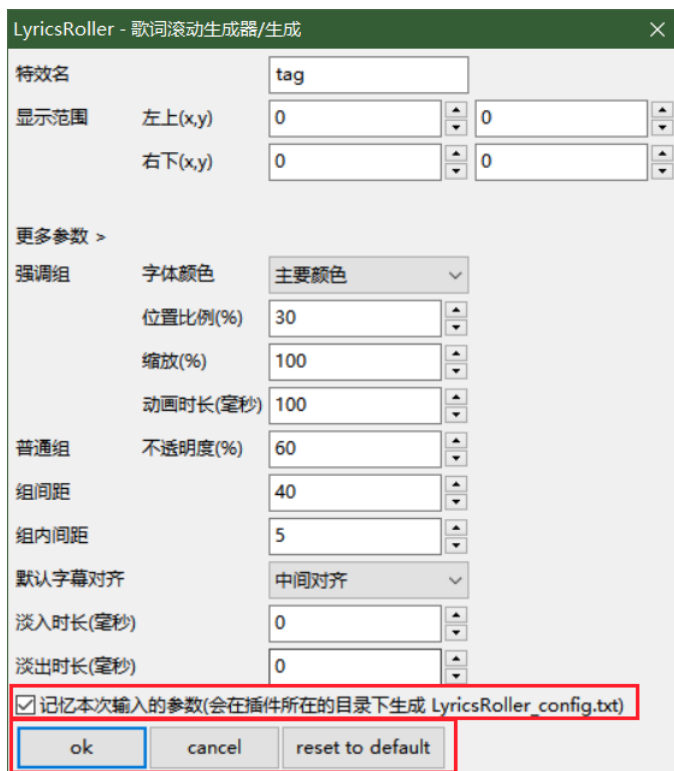 LyricsRoller - 歌词滚动生成器/生成
特效名 tag
显示范围 左上(x,y) 0 0
右下(x,y) 0 0
更多参数 >
强调组 字体颜色 主要颜色
位置比例(%) 30
缩放(%) 100
动画时长(毫秒) 100
普通组 不透明度(%) 60
组间距 40
组内间距 5
默认字幕对齐 中间对齐
淡入时长(毫秒) 0
淡出时长(毫秒) 0
记忆本次输入的参数(会在插件所在的目录下生成 LyricsRoller_config.txt)
ok cancel reset to default